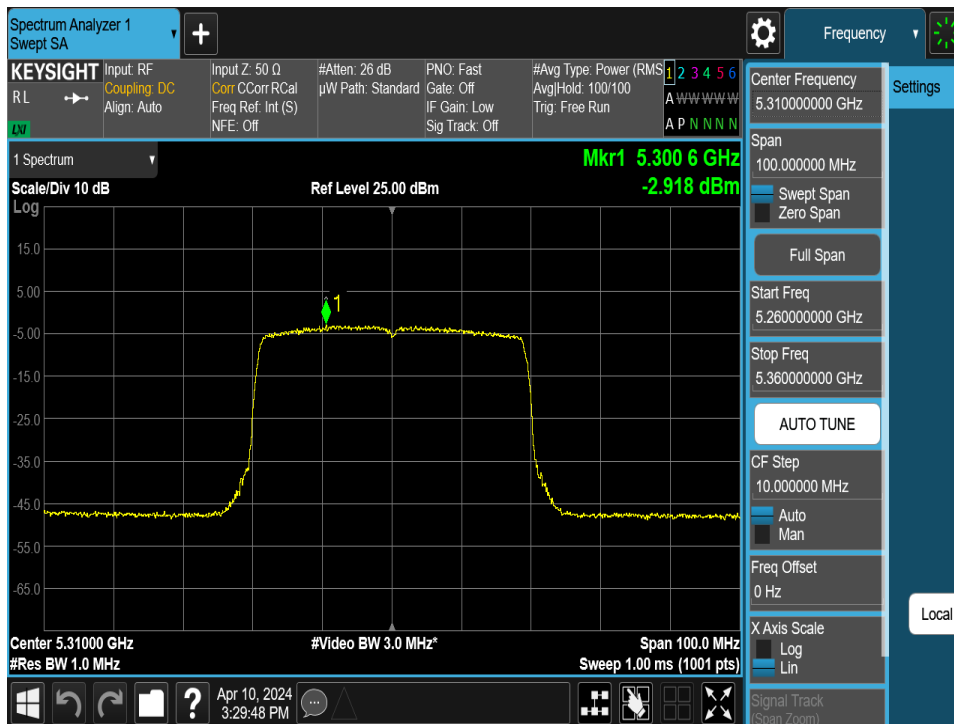 Spectrum Analyzer 1
Swept SA
+
Frequency
KEYSIGHT
R L
LXI
Input: RF
Coupling: DC
Align: Auto
Input Z: 50 Ω
Corr CCorr RCal
Freq Ref: Int (S)
NFE: Off
#Atten: 26 dB
µW Path: Standard
PNO: Fast
Gate: Off
IF Gain: Low
Sig Track: Off
#Avg Type: Power (RMS
Avg|Hold: 100/100
Trig: Free Run
1 2 3 4 5 6
A W W W W W
A P N N N N
1 Spectrum
Mkr1 5.300 6 GHz
Scale/Div 10 dB
Ref Level 25.00 dBm
-2.918 dBm
Log
15.0
5.00
-5.00
-15.0
-25.0
-35.0
-45.0
-55.0
-65.0
1
Center 5.31000 GHz
#Video BW 3.0 MHz*
Span 100.0 MHz
#Res BW 1.0 MHz
Sweep 1.00 ms (1001 pts)
Center Frequency
5.310000000 GHz
Span
100.000000 MHz
Swept Span
Zero Span
Full Span
Start Freq
5.260000000 GHz
Stop Freq
5.360000000 GHz
AUTO TUNE
CF Step
10.000000 MHz
Auto
Man
Freq Offset
0 Hz
X Axis Scale
Log
Lin
Signal Track
(Span Zoom)
Settings
Local
?
Apr 10, 2024
3:29:48 PM